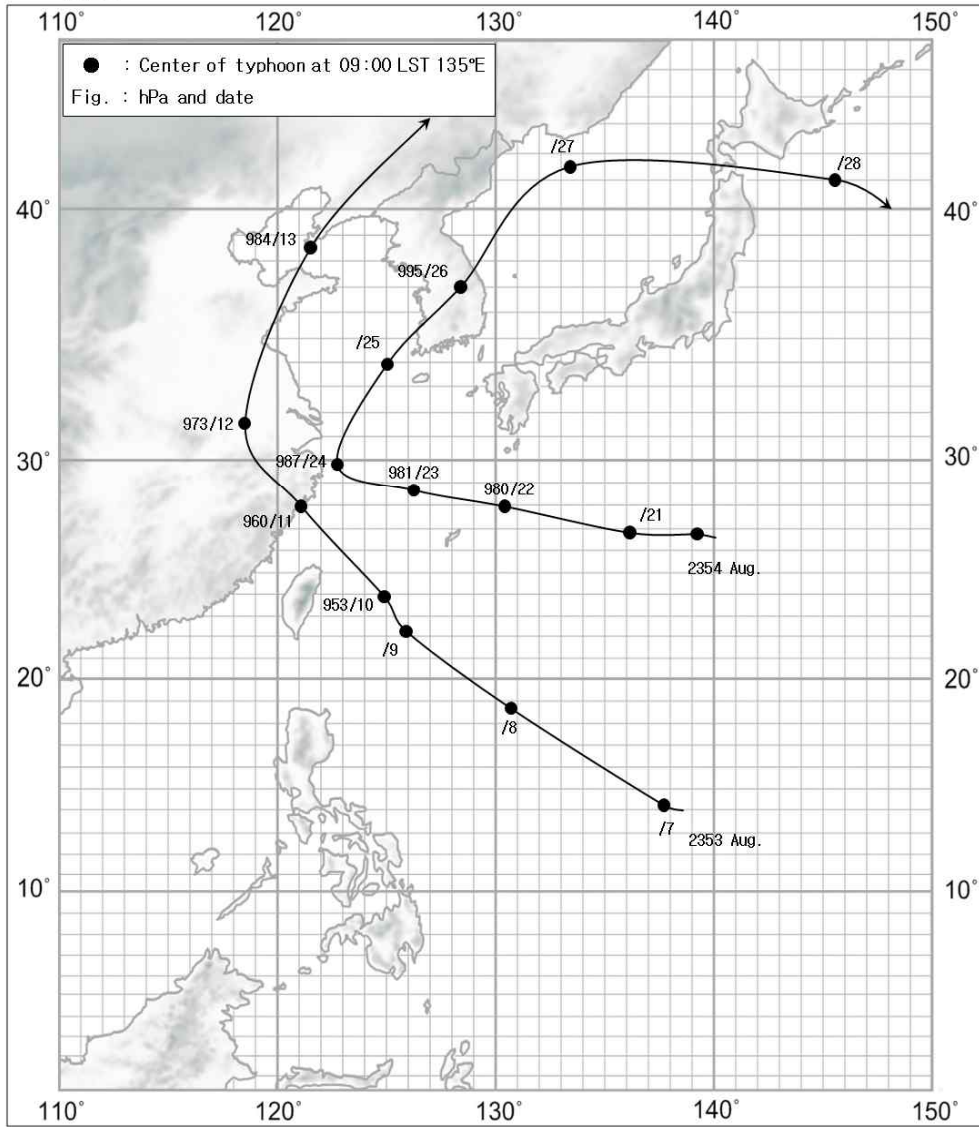 110° 120° 130° 140° 150°
● : Center of typhoon at 09:00 LST 135°E
Fig. : hPa and date
/27
/28
40° 984/13 40°
995/26
/25
973/12
30° 987/24 981/23 30°
980/22
960/11 /21
2354 Aug.
953/10
/9
20° 20°
/8
/7 2353 Aug.
10° 10°
110° 120° 130° 140° 150°